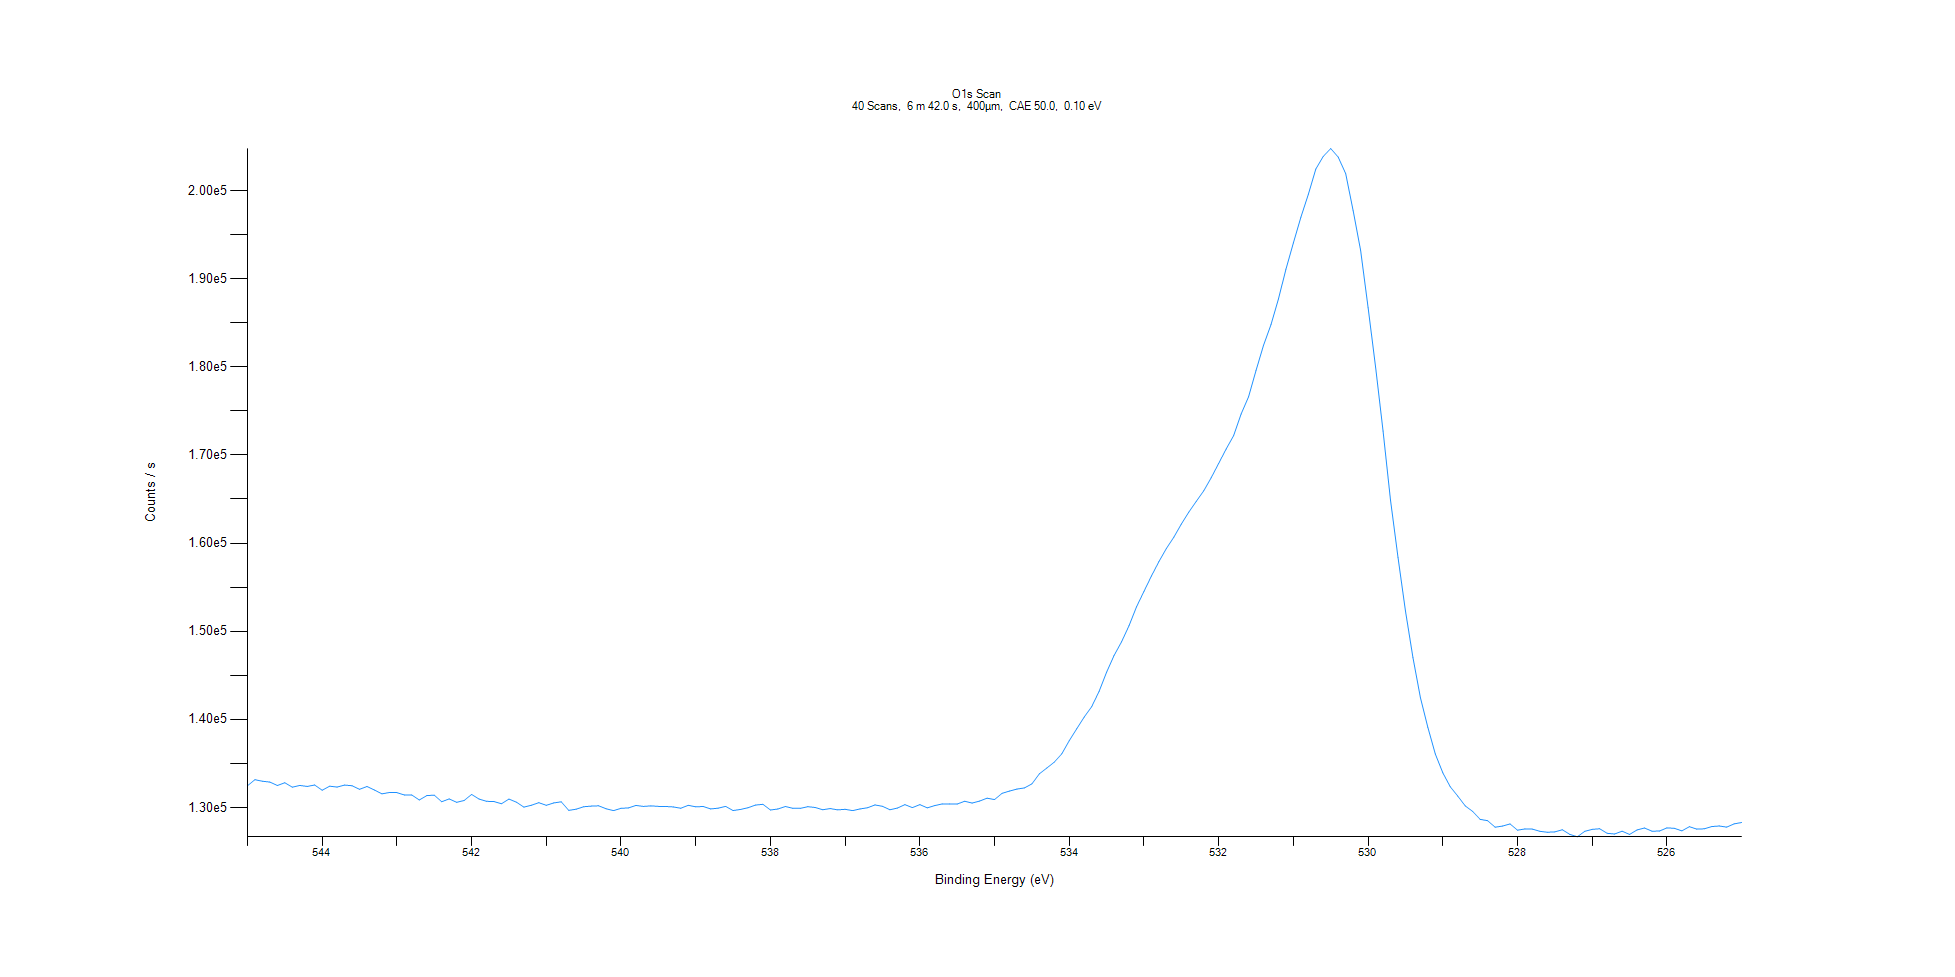 O1s Scan
40 Scans, 6 m 42.0 s, 400µm, CAE 50.0, 0.10 eV
2.00e5
1.90e5
1.80e5
1.70e5
1.60e5
1.50e5
1.40e5
1.30e5
Counts / s
544 542 540 538 536 534 532 530 528 526
Binding Energy (eV)